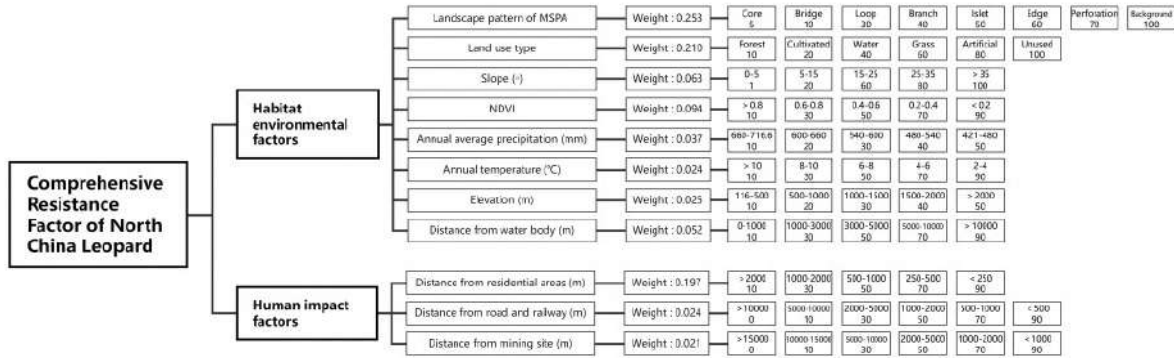 Comprehensive
Resistance
Factor of North
China Leopard
Habitat
environmental
factors
Landscape pattern of MSPA
Weight : 0.253
Core
5
Bridge
10
Loop
30
Branch
40
Islet
50
Edge
60
Perforation
70
Background
100
Land use type
Weight : 0.210
Forest
10
Cultivated
20
Water
40
Grass
60
Artificial
80
Unused
100
Slope (°)
Weight : 0.063
0-5
1
5-15
20
15-25
60
25-35
80
> 35
100
NDVI
Weight : 0.094
> 0.8
10
0.6-0.8
30
0.4-0.6
50
0.2-0.4
70
< 0.2
90
Annual average precipitation (mm)
Weight : 0.037
660-716.6
10
600-660
20
540-600
30
480-540
40
421-480
50
Annual temperature (℃)
Weight : 0.024
> 10
10
8-10
30
6-8
50
4-6
70
2-4
90
Elevation (m)
Weight : 0.025
116-500
10
500-1000
20
1000-1500
30
1500-2000
40
> 2000
50
Distance from water body (m)
Weight : 0.052
0-1000
10
1000-3000
30
3000-5000
50
5000-10000
70
> 10000
90
Human impact
factors
Distance from residential areas (m)
Weight : 0.197
> 2000
10
1000-2000
30
500-1000
50
250-500
70
< 250
90
Distance from road and railway (m)
Weight : 0.024
>10000
0
5000-10000
10
2000-5000
30
1000-2000
50
500-1000
70
< 500
90
Distance from mining site (m)
Weight : 0.021
>15000
0
10000-15000
10
5000-10000
30
2000-5000
50
1000-2000
70
< 1000
90